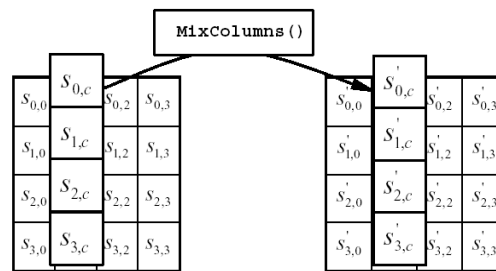 MixColumns()
s0,0 s0,c s0,2 s0,3 s'0,0 s'0,c s'0,2 s'0,3
s1,0 s1,c s1,2 s1,3 s'1,0 s'1,c s'1,2 s'1,3
s2,0 s2,c s2,2 s2,3 s'2,0 s'2,c s'2,2 s'2,3
s3,0 s3,c s3,2 s3,3 s'3,0 s'3,c s'3,2 s'3,3